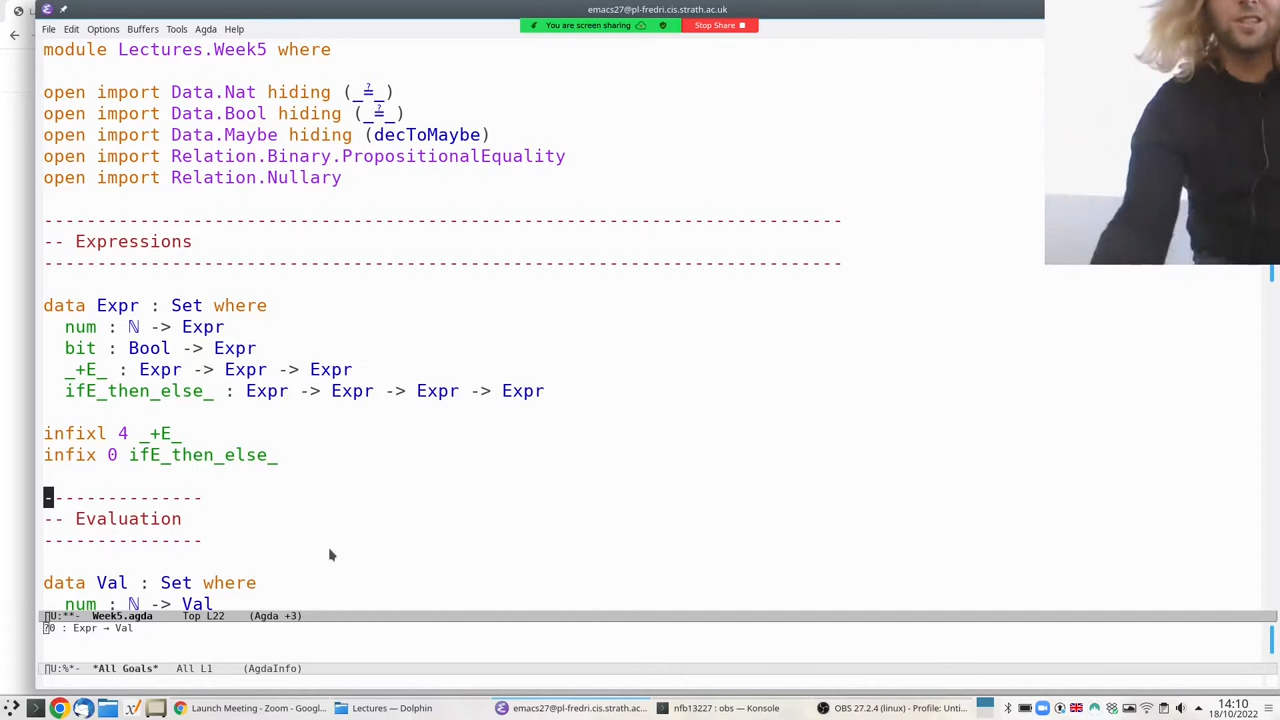 emacs27@pl-fredri.cis.strath.ac.uk
File Edit Options Buffers Tools Agda Help
You are screen sharing
Stop Share
module Lectures.Week5 where
open import Data.Nat hiding (_≟_)
open import Data.Bool hiding (_≟_)
open import Data.Maybe hiding (decToMaybe)
open import Relation.Binary.PropositionalEquality
open import Relation.Nullary
---------------------------------------------------------------------------
-- Expressions
---------------------------------------------------------------------------
data Expr : Set where
num : ℕ -> Expr
bit : Bool -> Expr
_+E_ : Expr -> Expr -> Expr
ifE_then_else_ : Expr -> Expr -> Expr -> Expr
infixl 4 _+E_
infix 0 ifE_then_else_
---------------
-- Evaluation
---------------
data Val : Set where
num : ℕ -> Val
U:**- Week5.agda Top L22 (Agda +3)
?0 : Expr → Val
U:%*- *All Goals* All L1 (AgdaInfo)
Launch Meeting - Zoom - Googl...
Lectures — Dolphin
emacs27@pl-fredri.cis.strath.ac.uk
nfb13227 : obs — Konsole
OBS 27.2.4 (linux) - Profile: Unti...
14:10
18/10/2022